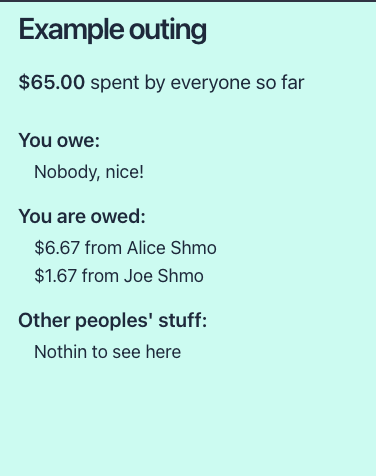 Example outing
$65.00 spent by everyone so far
You owe:
Nobody, nice!
You are owed:
$6.67 from Alice Shmo
$1.67 from Joe Shmo
Other peoples' stuff:
Nothin to see here